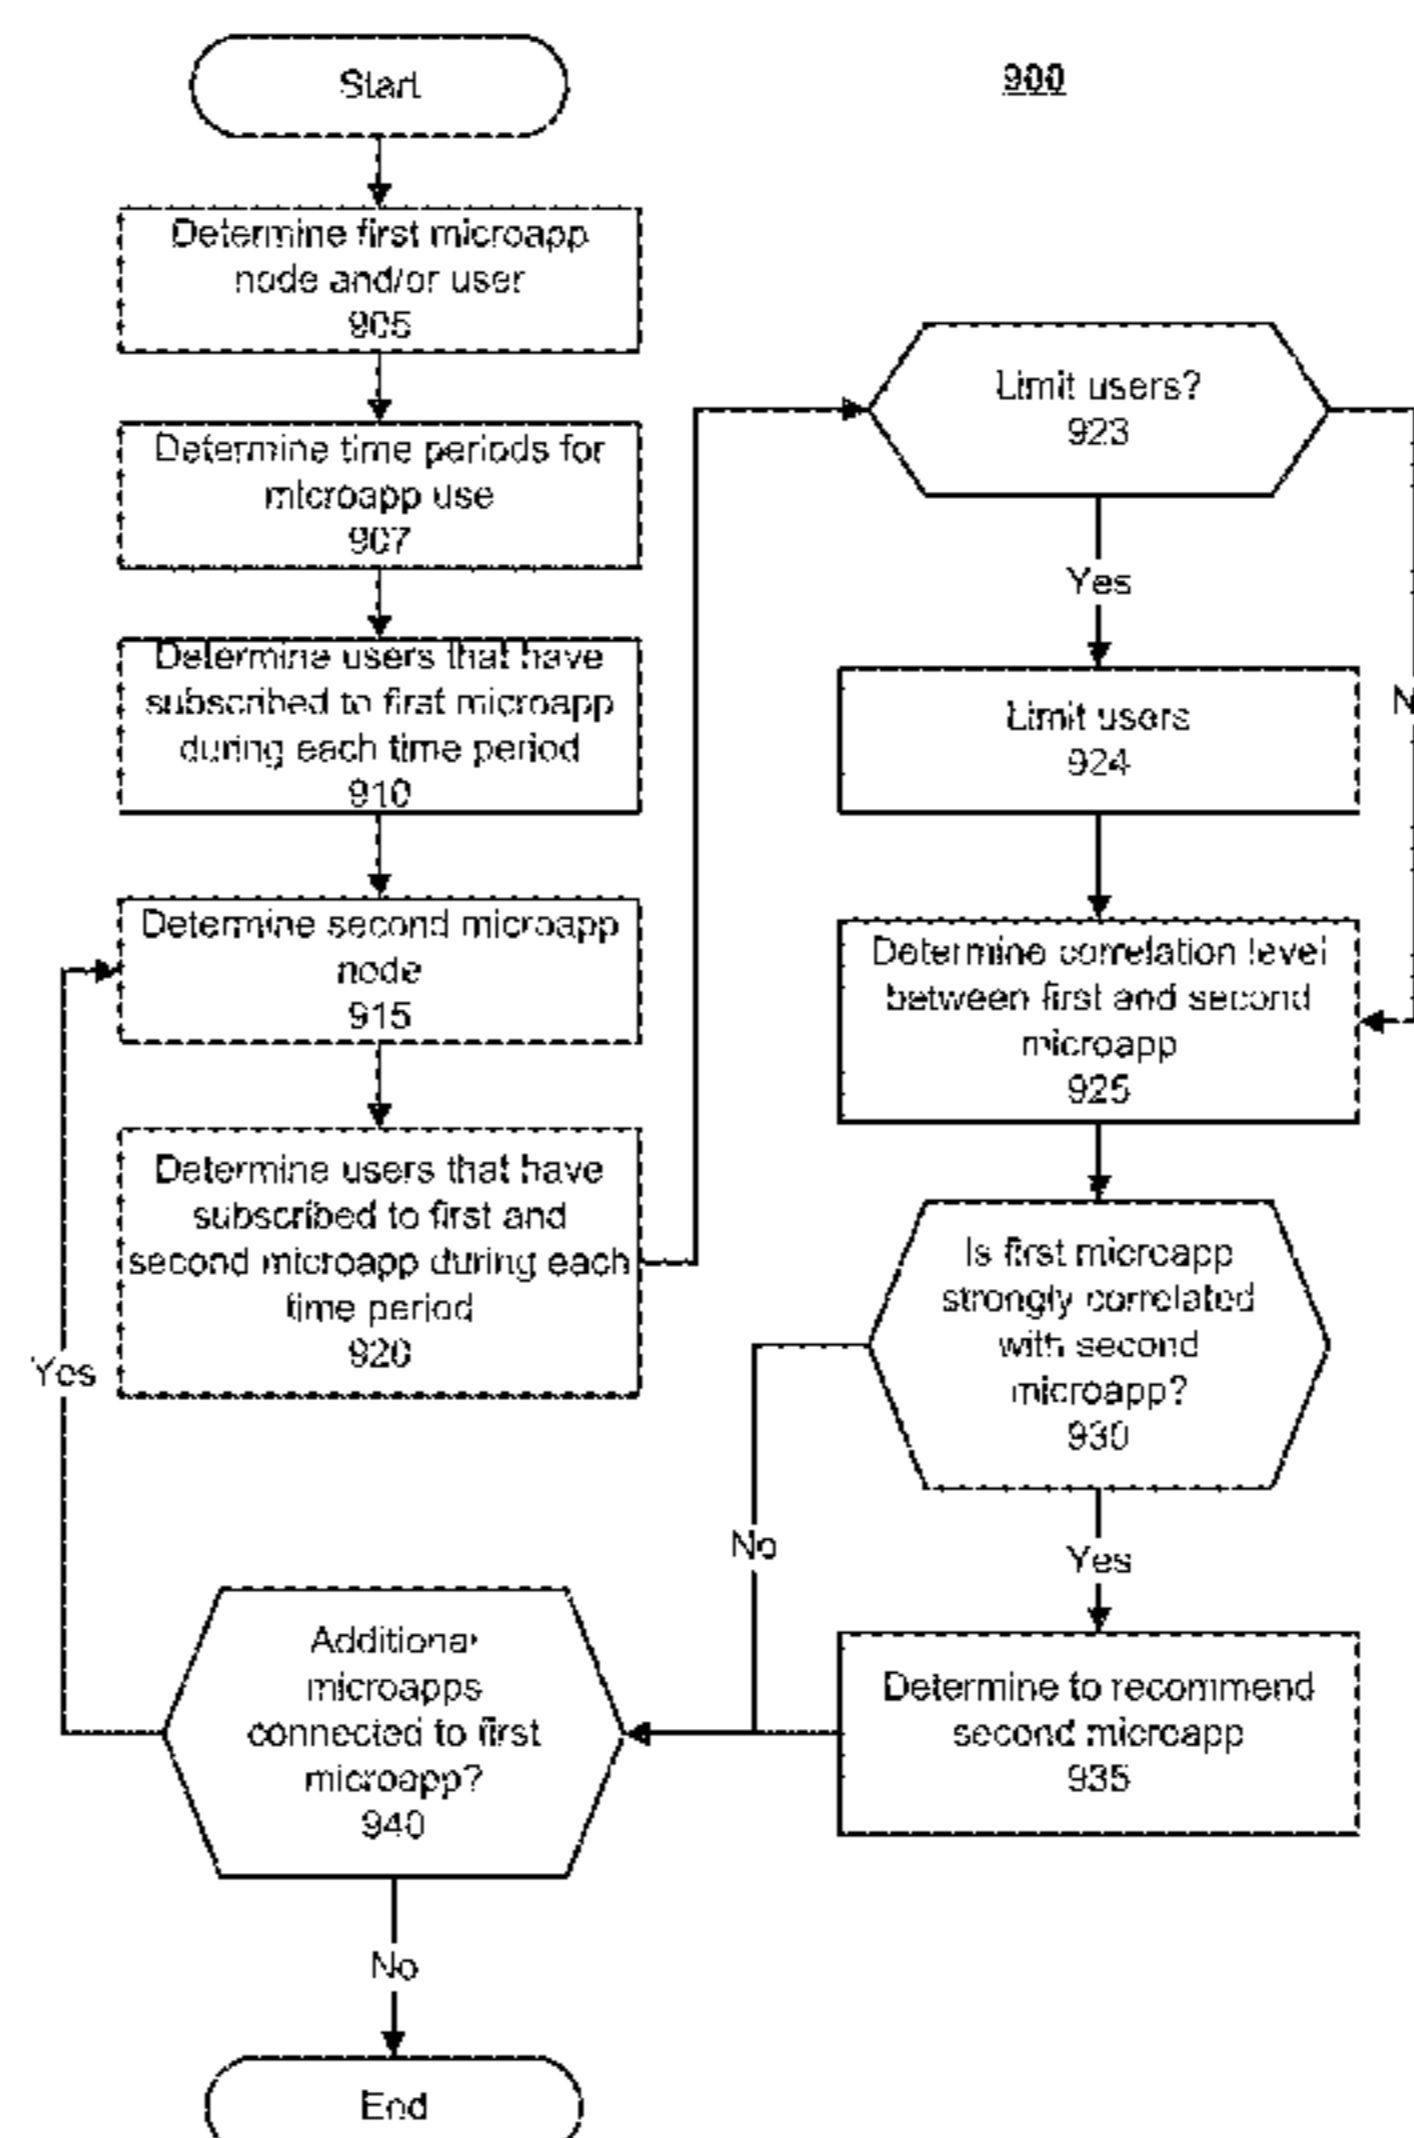 900
Start
Determine first microapp
node and/or user
905
Determine time periods for
microapp use
907
Determine users that have
subscribed to first microapp
during each time period
910
Determine second microapp
node
915
Determine users that have
subscribed to first and
second microapp during each
time period
920
Limit users?
923
Yes
Limit users
924
Determine correlation level
between first and second
microapp
925
Is first microapp
strongly correlated
with second
microapp?
930
No
Yes
Determine to recommend
second microapp
935
Additional
microapps
connected to first
microapp?
940
Yes
No
End